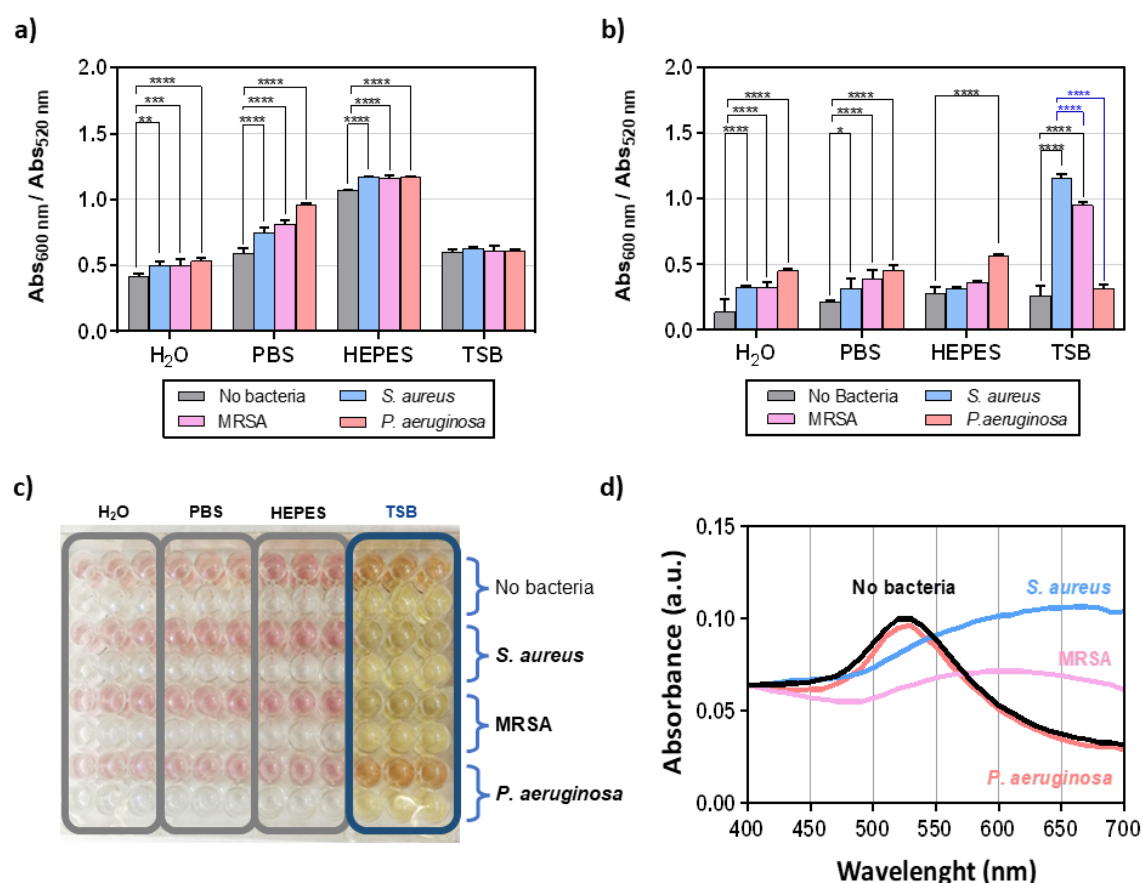 a)
Abs600 nm / Abs520 nm
2.0
1.5
1.0
0.5
0.0
**** *** **
**** **** ****
**** **** ****
H2O PBS HEPES TSB
No bacteria S. aureus
MRSA P. aeruginosa
b)
Abs600 nm / Abs520 nm
2.0
1.5
1.0
0.5
0.0
**** **** ****
**** **** *
****
**** **** **** ****
H2O PBS HEPES TSB
No Bacteria S. aureus
MRSA P.aeruginosa
c)
H2O PBS HEPES TSB
No bacteria
S. aureus
MRSA
P. aeruginosa
d)
Absorbance (a.u.)
0.15
0.10
0.05
0.00
No bacteria
S. aureus
MRSA
P. aeruginosa
400 450 500 550 600 650 700
Wavelenght (nm)